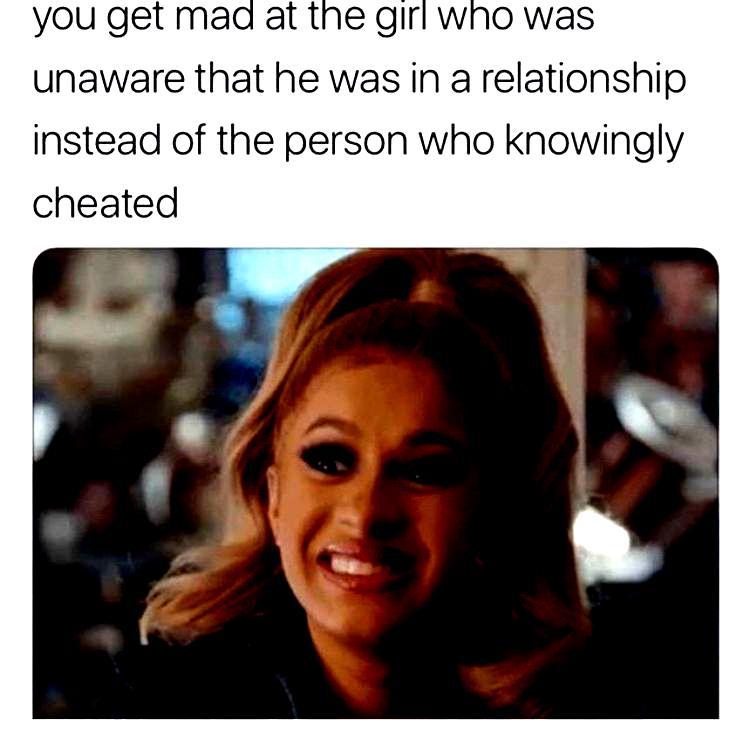 you get mad at the girl who was
unaware that he was in a relationship
instead of the person who knowingly
cheated